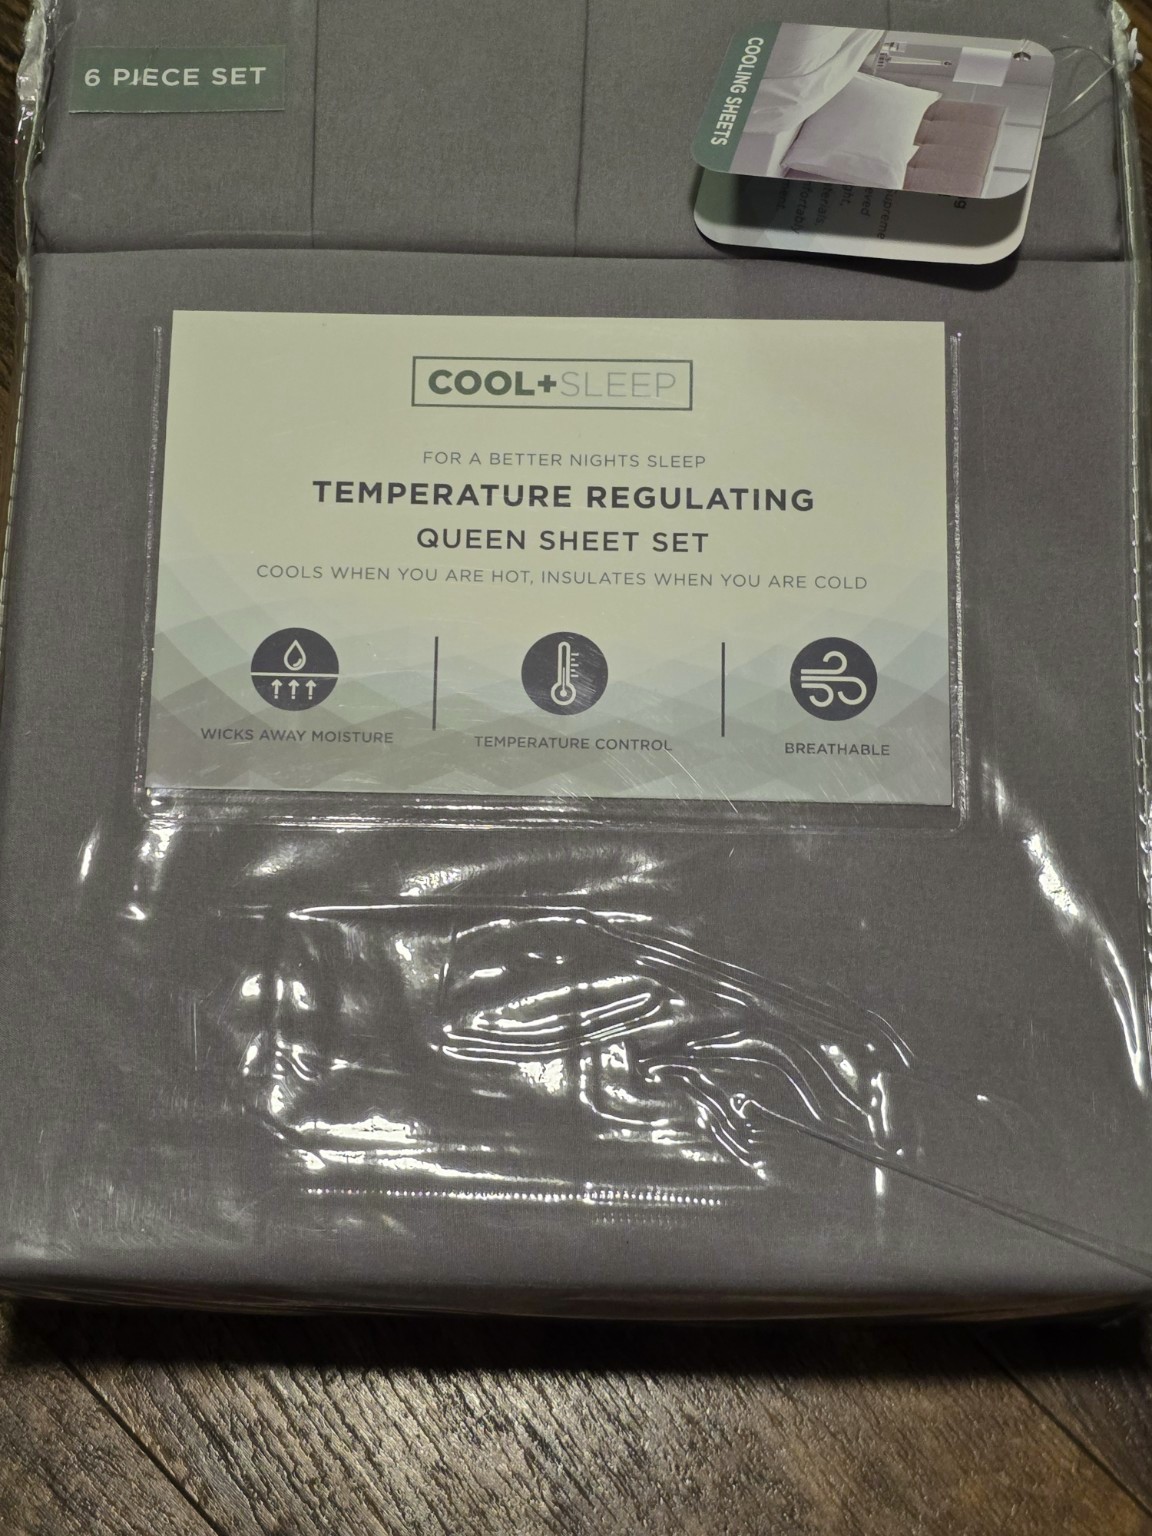 6 PIECE SET
COOLING SHEETS
COOL+SLEEP
FOR A BETTER NIGHTS SLEEP
TEMPERATURE REGULATING
QUEEN SHEET SET
COOLS WHEN YOU ARE HOT, INSULATES WHEN YOU ARE COLD
WICKS AWAY MOISTURE
TEMPERATURE CONTROL
BREATHABLE